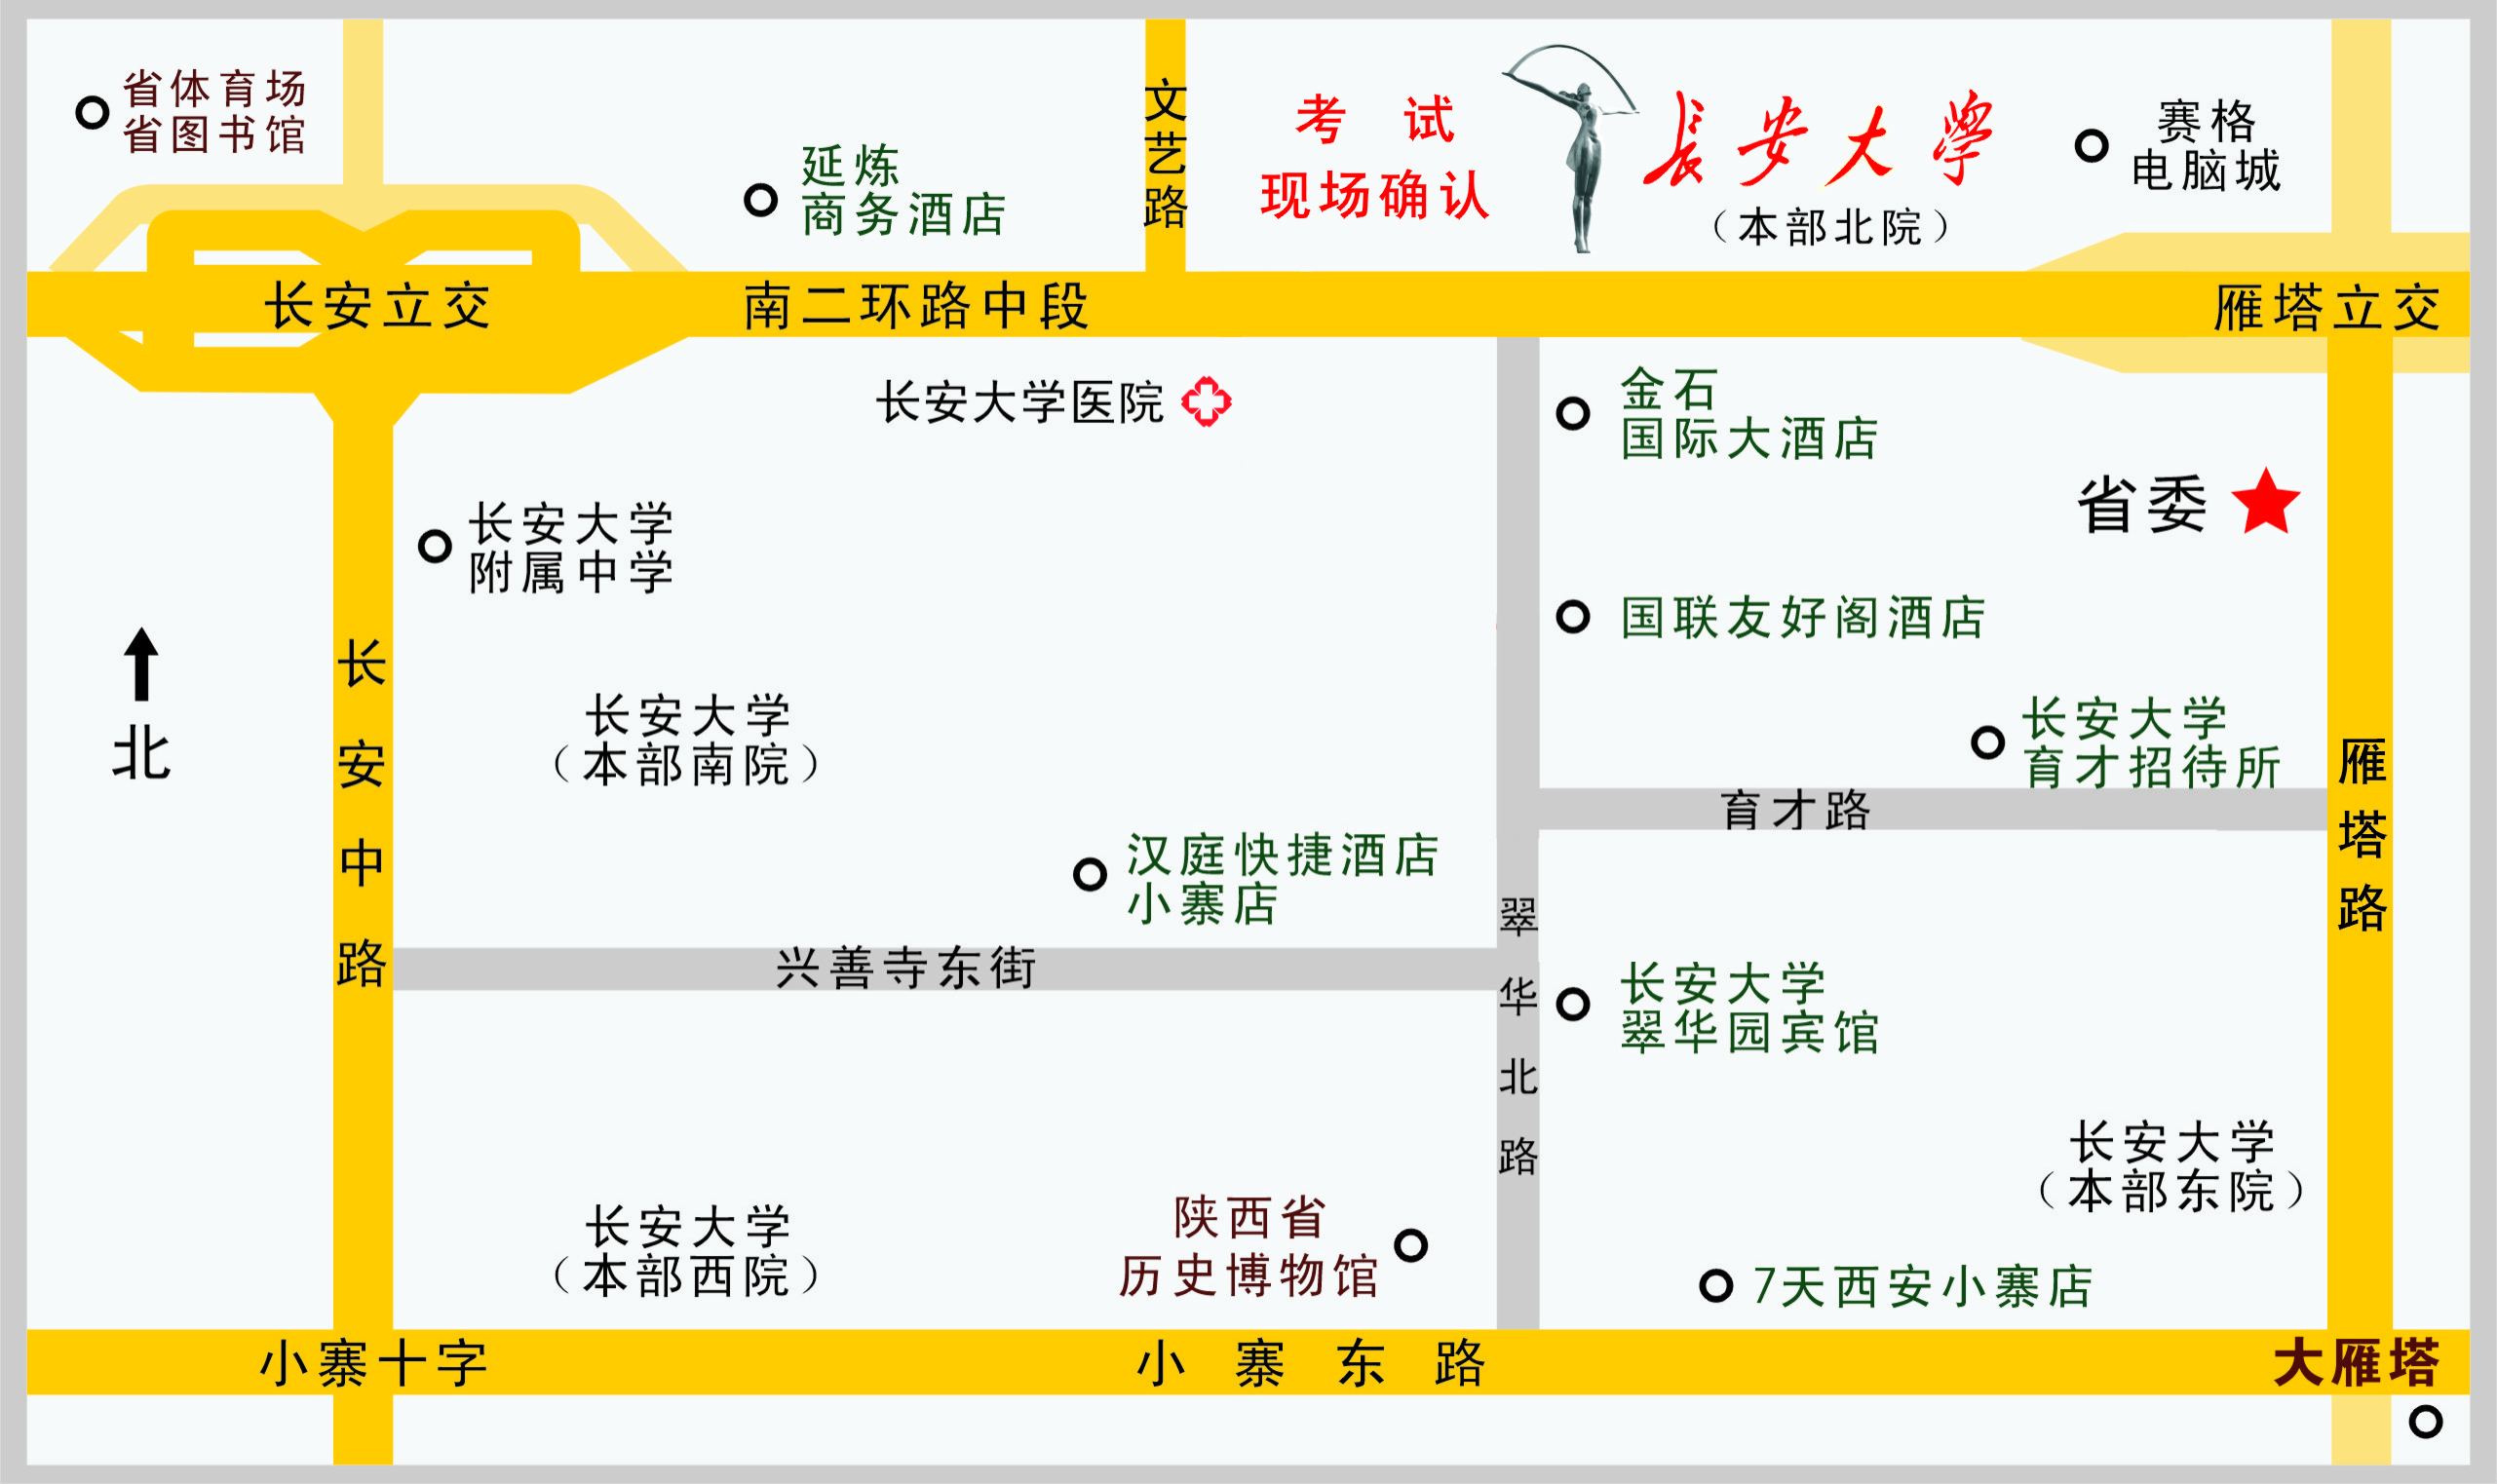 省体育场
省图书馆
延炼
商务酒店
文艺路
考试
现场确认
长安大学
（本部北院）
赛格
电脑城
长安立交
南二环路中段
雁塔立交
长安大学医院
金石
国际大酒店
省委
长安大学
附属中学
国联友好阁酒店
北
长安中路
长安大学
（本部南院）
长安大学
育才招待所
育才路
雁塔路
汉庭快捷酒店
小寨店
兴善寺东街
翠华北路
长安大学
翠华园宾馆
长安大学
（本部东院）
长安大学
（本部西院）
陕西省
历史博物馆
7天西安小寨店
小寨十字
小寨东路
大雁塔